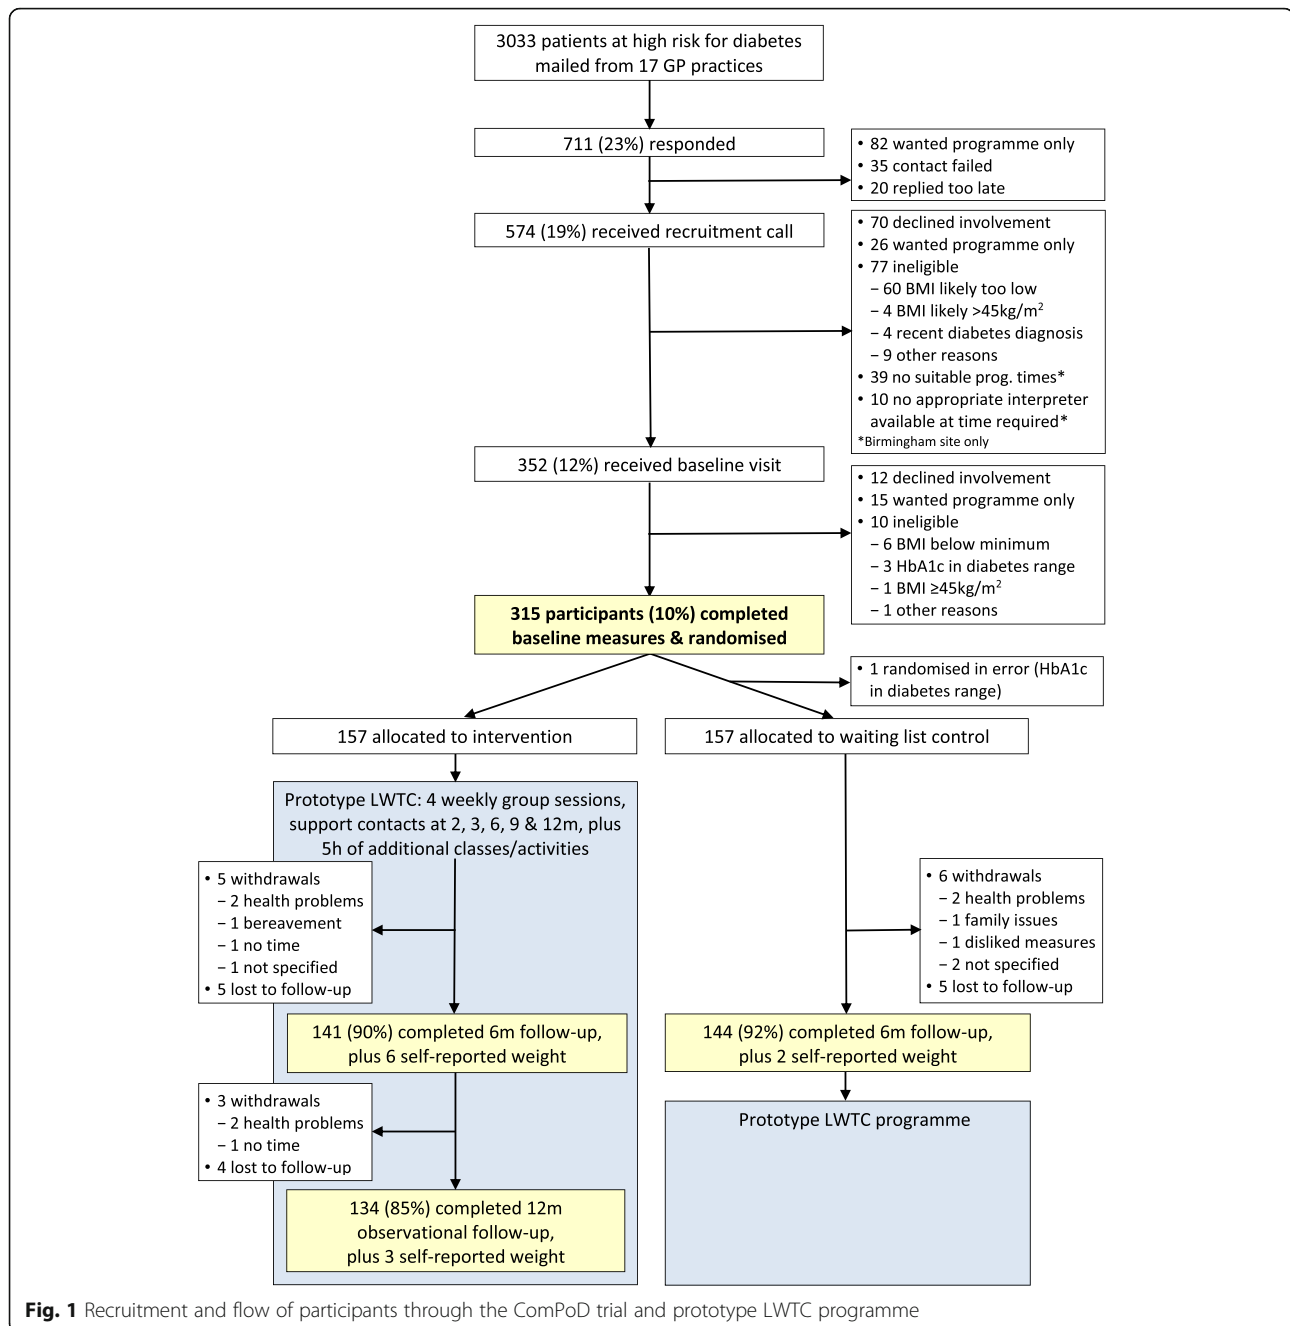 3033 patients at high risk for diabetes
mailed from 17 GP practices
711 (23%) responded
• 82 wanted programme only
• 35 contact failed
• 20 replied too late
574 (19%) received recruitment call
• 70 declined involvement
• 26 wanted programme only
• 77 ineligible
– 60 BMI likely too low
– 4 BMI likely >45kg/m²
– 4 recent diabetes diagnosis
– 9 other reasons
• 39 no suitable prog. times*
• 10 no appropriate interpreter
available at time required*
*Birmingham site only
352 (12%) received baseline visit
• 12 declined involvement
• 15 wanted programme only
• 10 ineligible
– 6 BMI below minimum
– 3 HbA1c in diabetes range
– 1 BMI ≥45kg/m²
– 1 other reasons
315 participants (10%) completed
baseline measures & randomised
• 1 randomised in error (HbA1c
in diabetes range)
157 allocated to intervention
157 allocated to waiting list control
Prototype LWTC: 4 weekly group sessions,
support contacts at 2, 3, 6, 9 & 12m, plus
5h of additional classes/activities
• 5 withdrawals
– 2 health problems
– 1 bereavement
– 1 no time
– 1 not specified
• 5 lost to follow-up
• 6 withdrawals
– 2 health problems
– 1 family issues
– 1 disliked measures
– 2 not specified
• 5 lost to follow-up
141 (90%) completed 6m follow-up,
plus 6 self-reported weight
144 (92%) completed 6m follow-up,
plus 2 self-reported weight
• 3 withdrawals
– 2 health problems
– 1 no time
• 4 lost to follow-up
Prototype LWTC programme
134 (85%) completed 12m
observational follow-up,
plus 3 self-reported weight
Fig. 1 Recruitment and flow of participants through the ComPoD trial and prototype LWTC programme